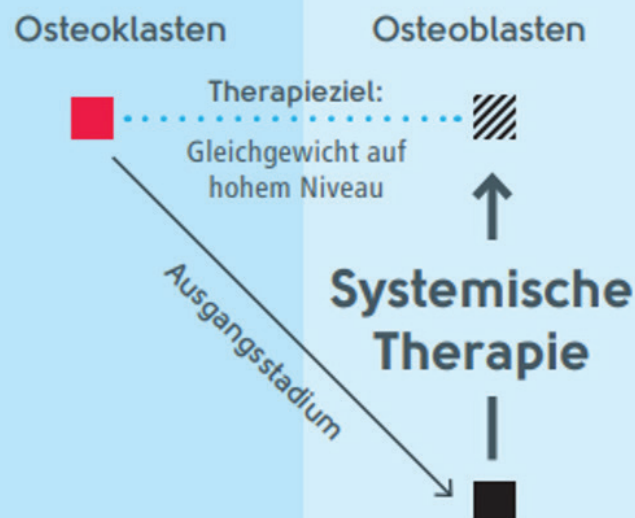 Osteoklasten
Osteoblasten
Therapieziel:
Gleichgewicht auf
hohem Niveau
Ausgangsstadium
Systemische
Therapie